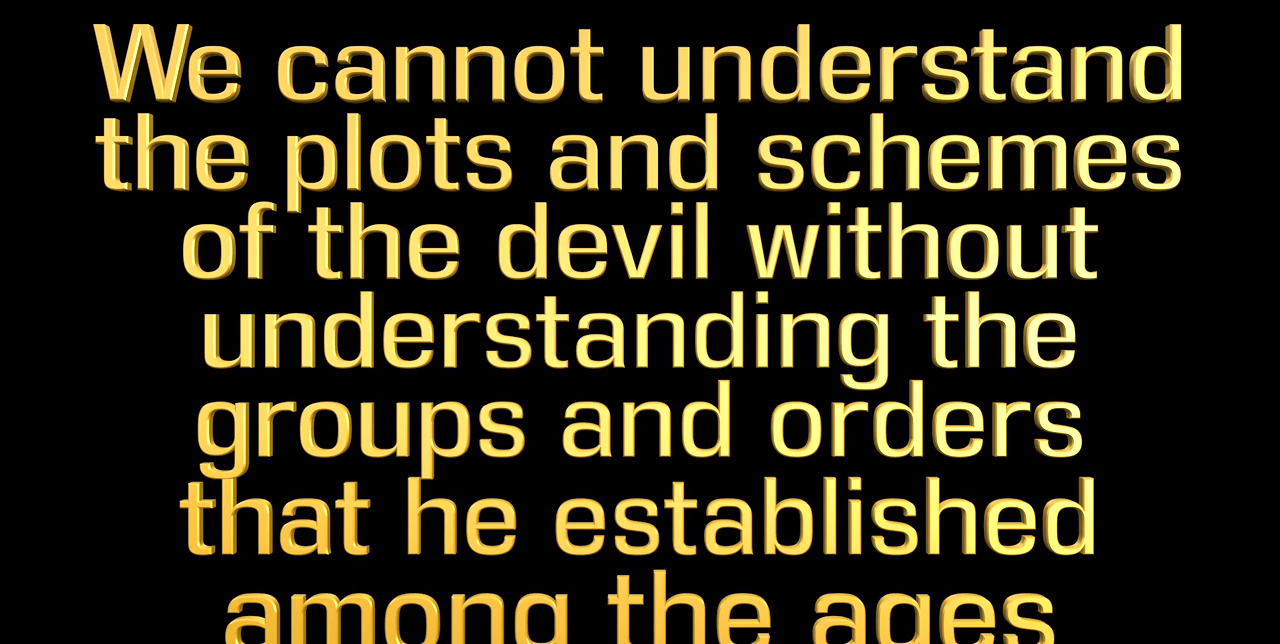 We cannot understand
the plots and schemes
of the devil without
understanding the
groups and orders
that he established
among the ages